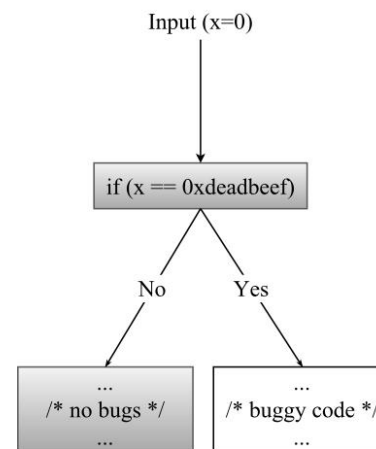 Input (x=0)
if (x == 0xdeadbeef)
No
Yes
...
/* no bugs */
...
...
/* buggy code */
...